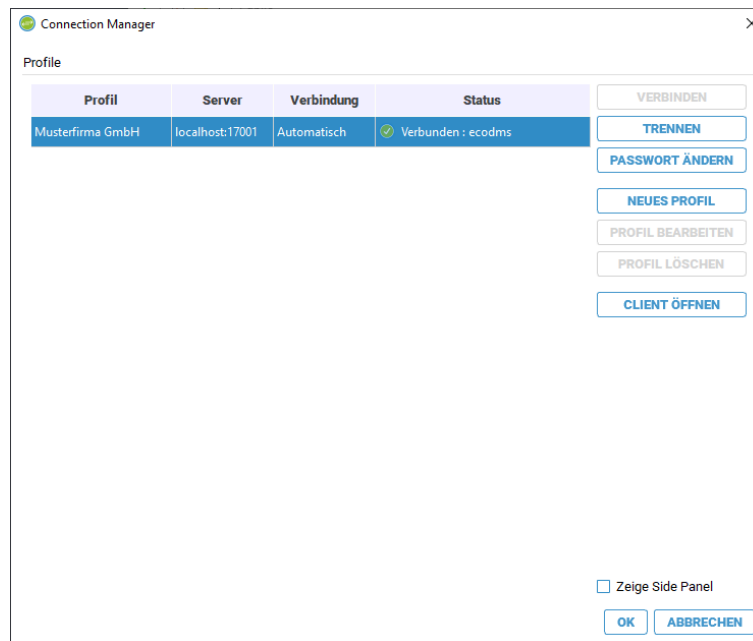 Connection Manager
Profile
Profil Server Verbindung Status
Musterfirma GmbH localhost:17001 Automatisch Verbunden : ecodms
VERBINDEN
TRENNEN
PASSWORT ÄNDERN
NEUES PROFIL
PROFIL BEARBEITEN
PROFIL LÖSCHEN
CLIENT ÖFFNEN
Zeige Side Panel
OK ABBRECHEN